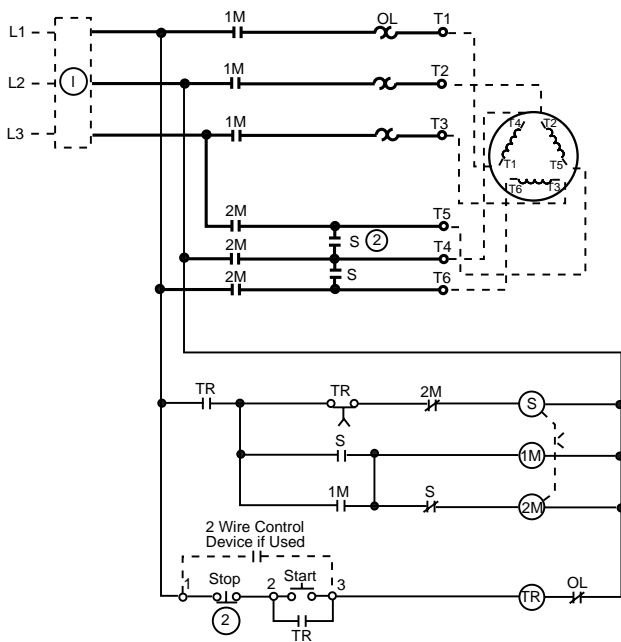 1M OL T1
L1
1M T2
L2 I
1M T3
L3
T4 T2
T1 T5
T6 T3
2M T5
S 2
2M T4
S
2M T6
TR TR 2M S
S 1M
1M S 2M
2 Wire Control
Device if Used
1 Stop 2 Start 3 TR OL
2
TR